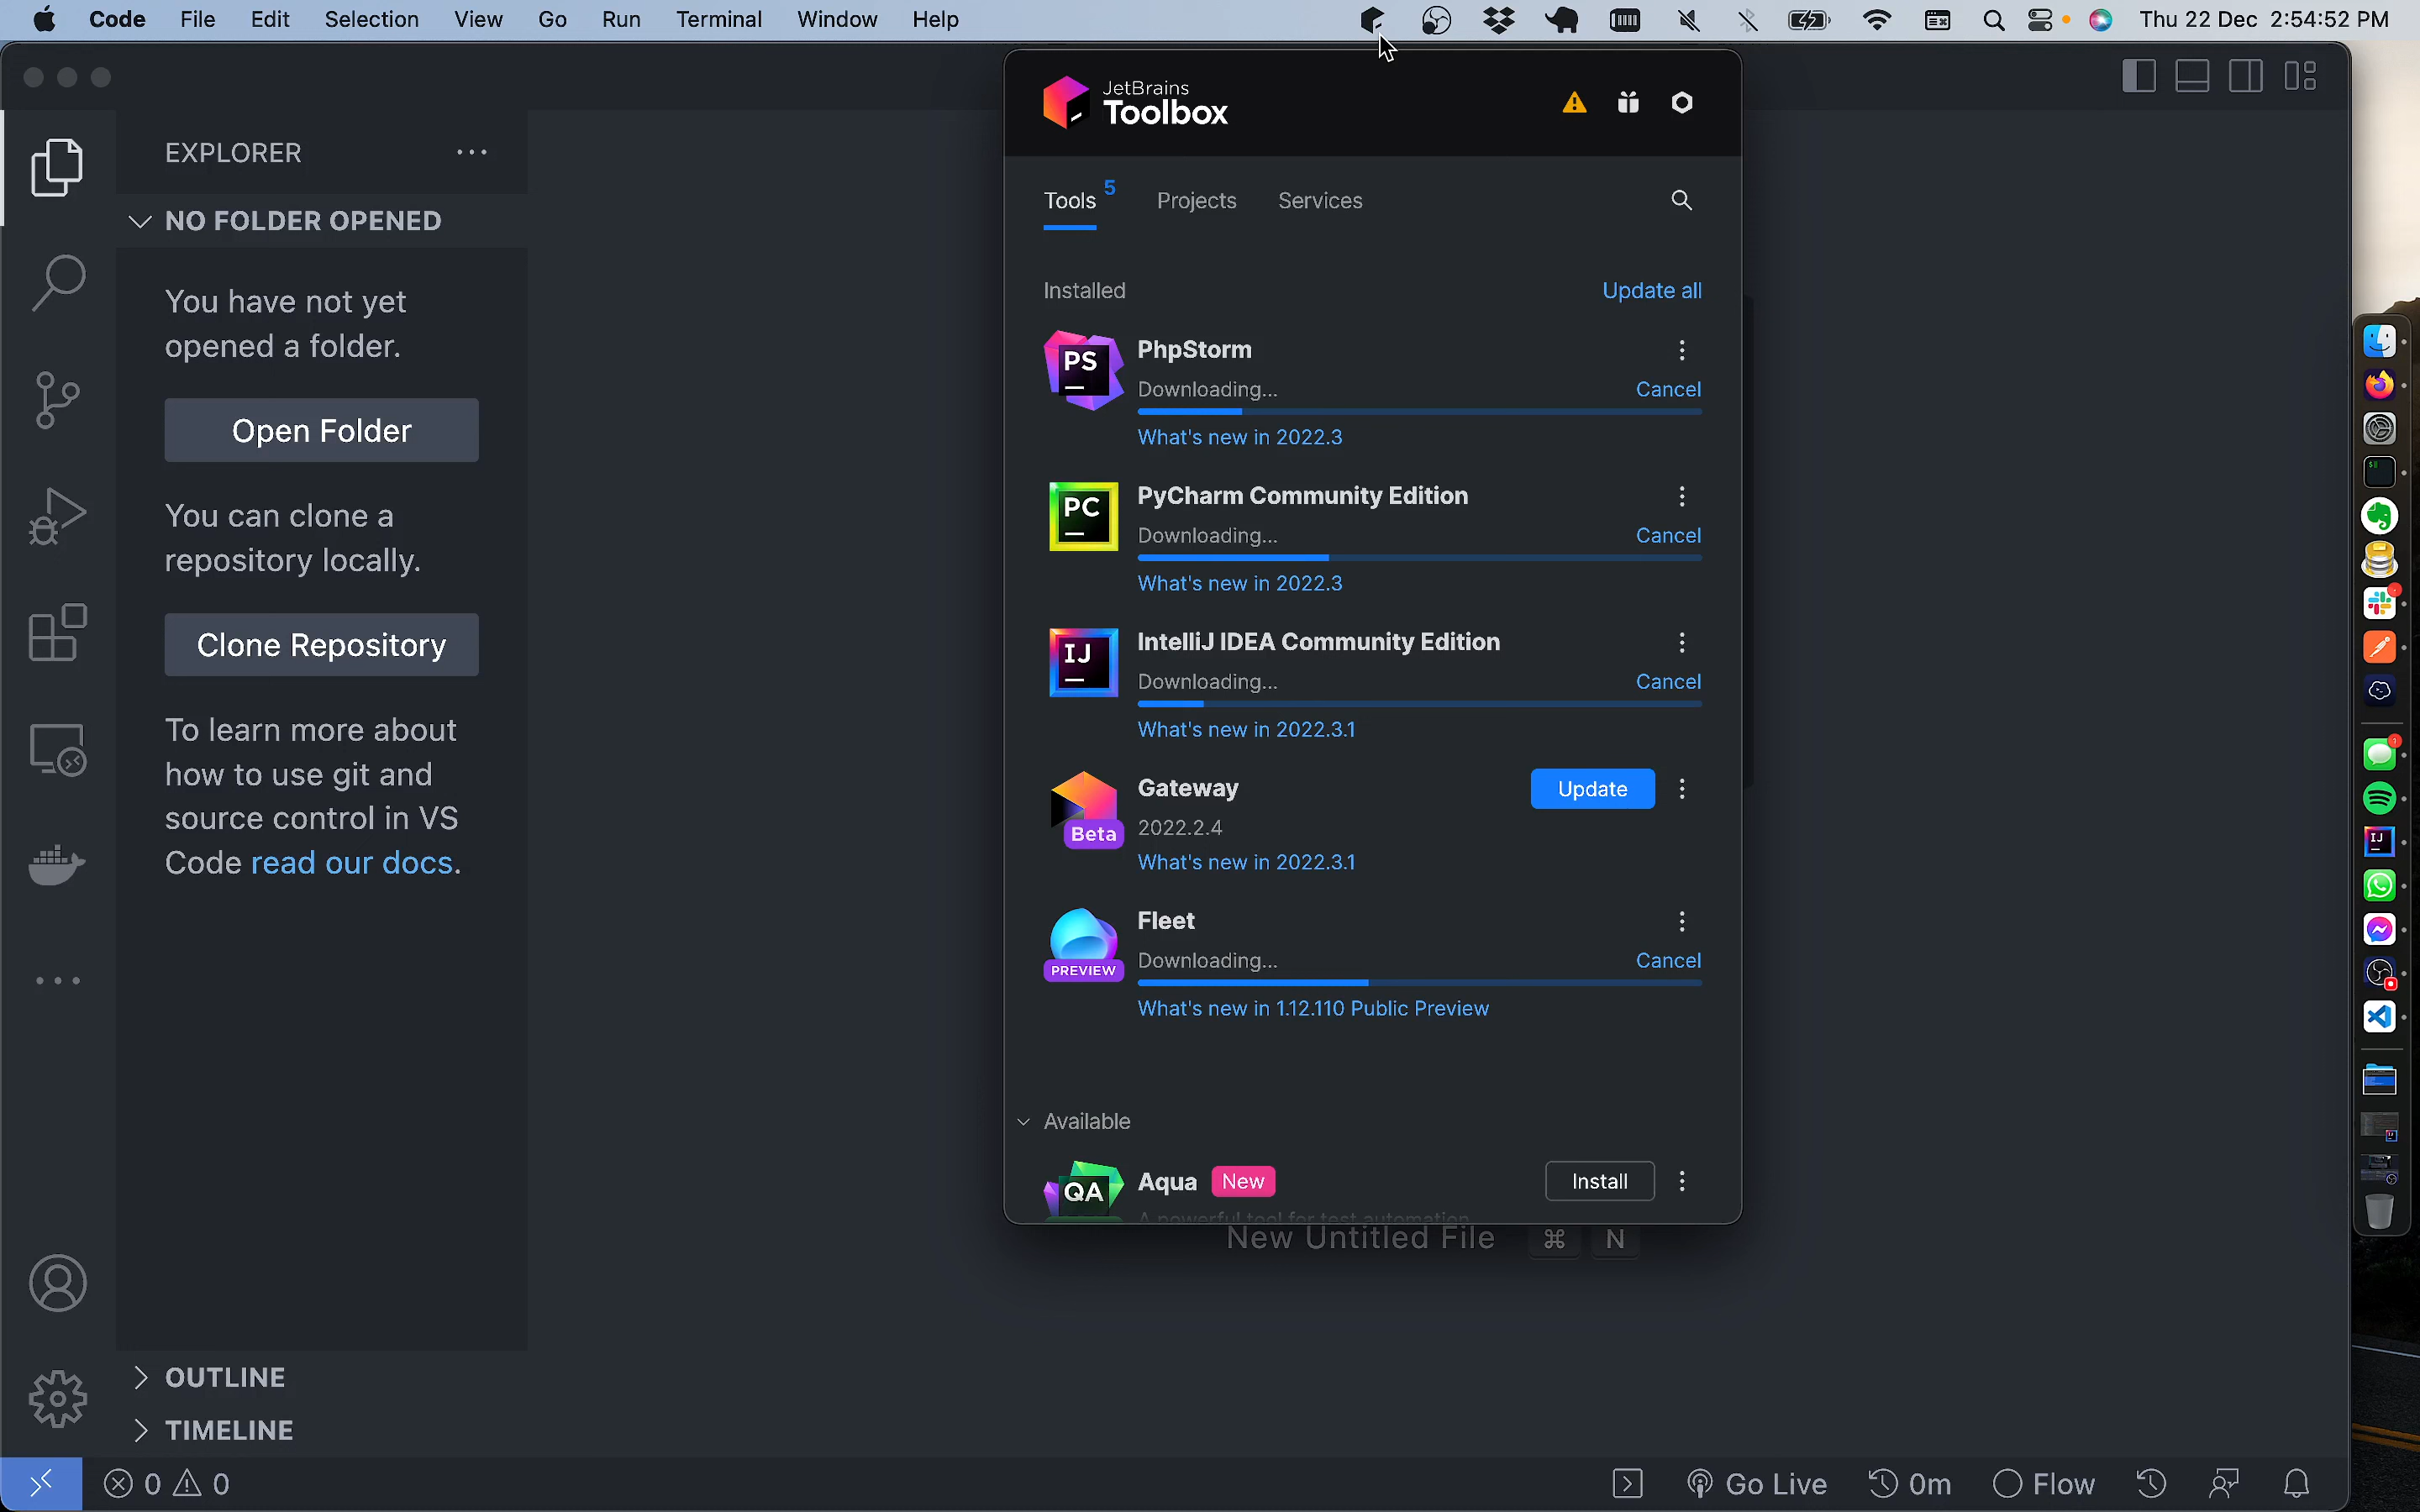 Code File Edit Selection View Go Run Terminal Window Help
Thu 22 Dec 2:54:52 PM
EXPLORER
NO FOLDER OPENED
You have not yet
opened a folder.
Open Folder
You can clone a
repository locally.
Clone Repository
To learn more about
how to use git and
source control in VS
Code read our docs.
OUTLINE
TIMELINE
JetBrains
Toolbox
Tools 5 Projects Services
Installed Update all
PS PhpStorm
Downloading... Cancel
What's new in 2022.3
PC PyCharm Community Edition
Downloading... Cancel
What's new in 2022.3
IJ IntelliJ IDEA Community Edition
Downloading... Cancel
What's new in 2022.3.1
Gateway Update
Beta 2022.2.4
What's new in 2022.3.1
Fleet
PREVIEW Downloading... Cancel
What's new in 1.12.110 Public Preview
Available
QA Aqua New Install
A powerful tool for test automation
New Untitled File ⌘ N
0 0
Go Live 0m Flow